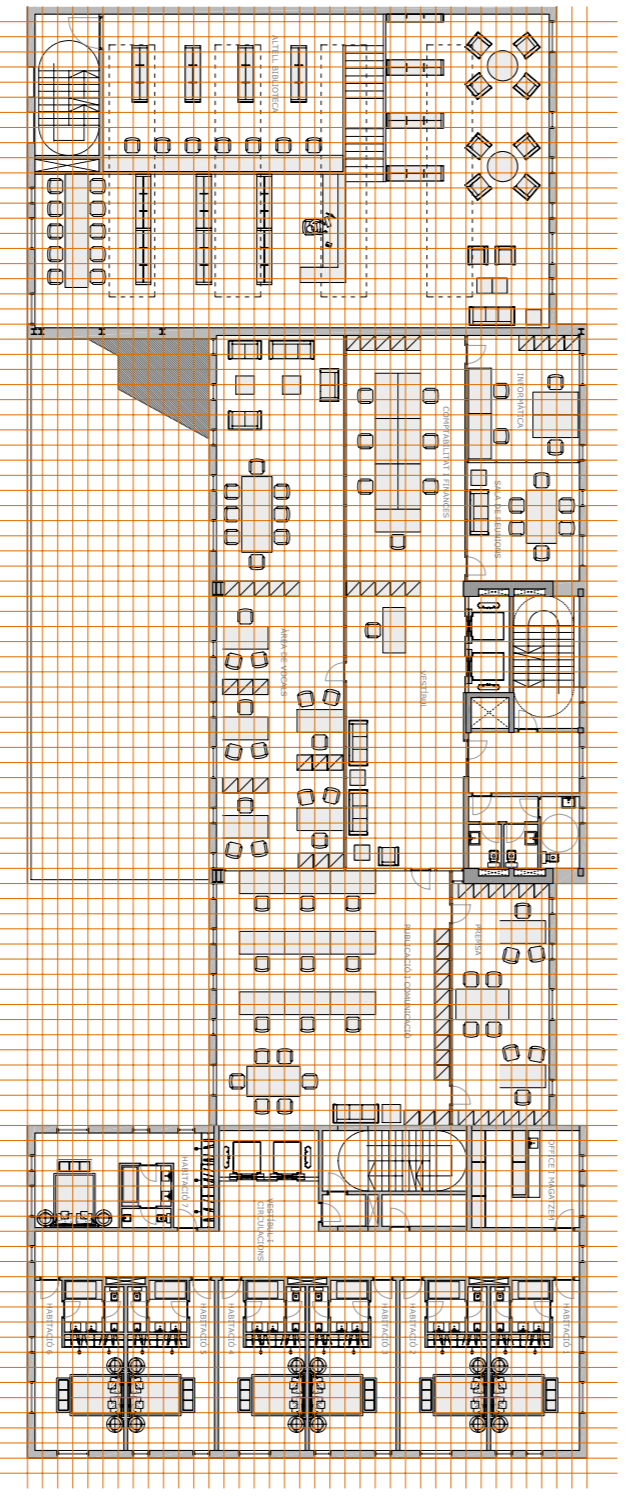 ALTELL BIBLIOTECA
INFORMÀTICA
COMPTABILITAT I FINANCES
SALA DE REUNIONS
ÀREA DE VOCALS
VESTÍBUL
PUBLICACIÓ I COMUNICACIÓ
PREMSA
OFFICE I MAGATZEM
HABITACIÓ 7
VESTÍBUL I
CIRCULACIONS
HABITACIÓ 6
HABITACIÓ 5
HABITACIÓ 4
HABITACIÓ 3
HABITACIÓ 2
HABITACIÓ